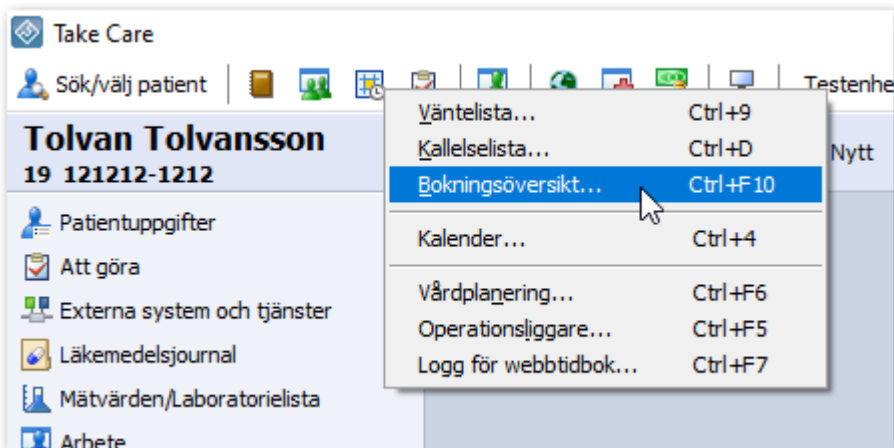 Take Care
Sök/välj patient
Testenhe
Tolvan Tolvansson
19 121212-1212
Nytt
Väntelista... Ctrl+9
Kallelselista... Ctrl+D
Bokningsöversikt... Ctrl+F10
Kalender... Ctrl+4
Vårdplanering... Ctrl+F6
Operationsliggare... Ctrl+F5
Logg för webbtidbok... Ctrl+F7
Patientuppgifter
Att göra
Externa system och tjänster
Läkemedelsjournal
Mätvärden/Laboratorielista
Arbete